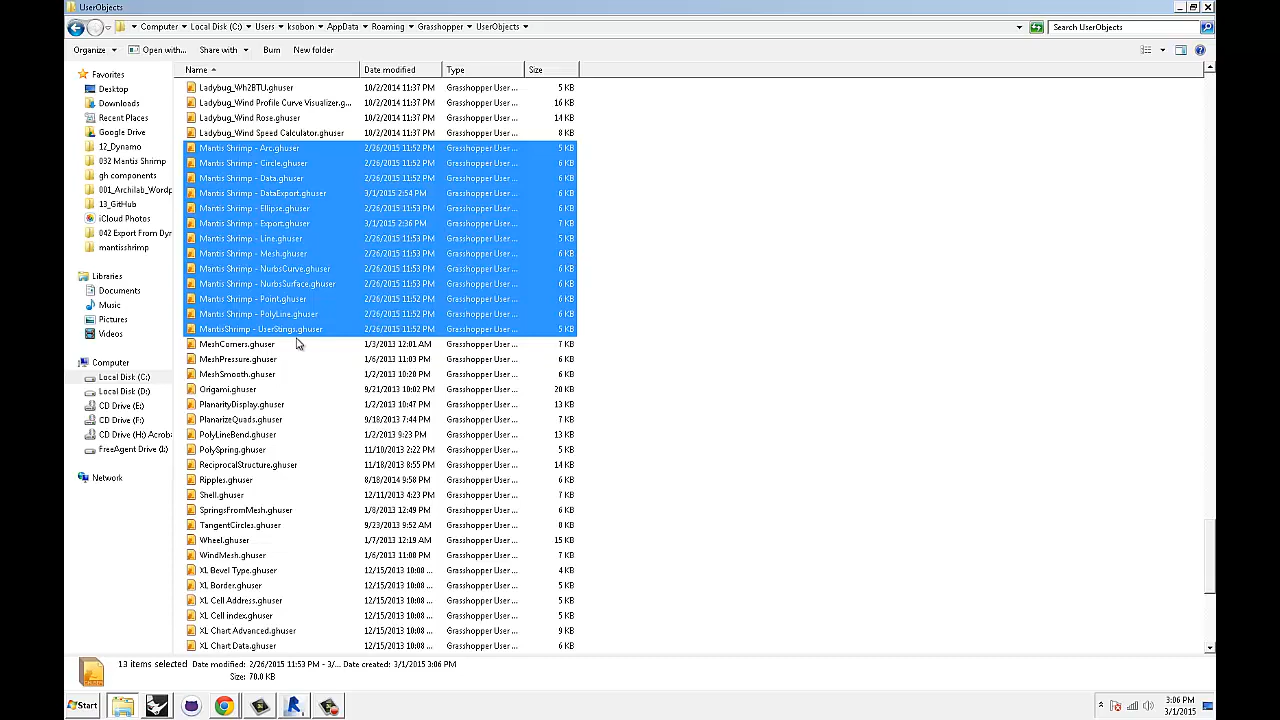 UserObjects
Computer Local Disk (C:) Users ksobon AppData Roaming Grasshopper UserObjects
Search UserObjects
Organize Open with... Share with Burn New folder
Favorites
Desktop
Downloads
Recent Places
Google Drive
12_Dynamo
032 Mantis Shrimp
gh components
001_Archilab_Wordp
13_GitHub
iCloud Photos
042 Export From Dyr
mantisshrimp
Libraries
Documents
Music
Pictures
Videos
Computer
Local Disk (C:)
Local Disk (D:)
CD Drive (E:)
CD Drive (F:)
CD Drive (H:) Acroba
FreeAgent Drive (I:)
Network
Name Date modified Type Size
Ladybug_Wh2BTU.ghuser 10/2/2014 11:37 PM Grasshopper User ... 5 KB
Ladybug_Wind Profile Curve Visualizer.g... 10/2/2014 11:37 PM Grasshopper User ... 16 KB
Ladybug_Wind Rose.ghuser 10/2/2014 11:37 PM Grasshopper User ... 14 KB
Ladybug_Wind Speed Calculator.ghuser 10/2/2014 11:37 PM Grasshopper User ... 8 KB
Mantis Shrimp - Arc.ghuser 2/26/2015 11:52 PM Grasshopper User ... 5 KB
Mantis Shrimp - Circle.ghuser 2/26/2015 11:52 PM Grasshopper User ... 6 KB
Mantis Shrimp - Data.ghuser 2/26/2015 11:52 PM Grasshopper User ... 6 KB
Mantis Shrimp - DataExport.ghuser 3/1/2015 2:54 PM Grasshopper User ... 6 KB
Mantis Shrimp - Ellipse.ghuser 2/26/2015 11:53 PM Grasshopper User ... 6 KB
Mantis Shrimp - Export.ghuser 3/1/2015 2:36 PM Grasshopper User ... 7 KB
Mantis Shrimp - Line.ghuser 2/26/2015 11:53 PM Grasshopper User ... 5 KB
Mantis Shrimp - Mesh.ghuser 2/26/2015 11:53 PM Grasshopper User ... 6 KB
Mantis Shrimp - NurbsCurve.ghuser 2/26/2015 11:53 PM Grasshopper User ... 6 KB
Mantis Shrimp - NurbsSurface.ghuser 2/26/2015 11:53 PM Grasshopper User ... 6 KB
Mantis Shrimp - Point.ghuser 2/26/2015 11:52 PM Grasshopper User ... 6 KB
Mantis Shrimp - PolyLine.ghuser 2/26/2015 11:52 PM Grasshopper User ... 6 KB
MantisShrimp - UserStings.ghuser 2/26/2015 11:52 PM Grasshopper User ... 5 KB
MeshCorners.ghuser 1/3/2013 12:01 AM Grasshopper User ... 7 KB
MeshPressure.ghuser 1/6/2013 11:03 PM Grasshopper User ... 7 KB
MeshSmooth.ghuser 1/2/2013 10:20 PM Grasshopper User ... 6 KB
Origami.ghuser 9/21/2013 10:02 PM Grasshopper User ... 20 KB
PlanarityDisplay.ghuser 1/2/2013 10:47 PM Grasshopper User ... 13 KB
PlanarizeQuads.ghuser 9/18/2013 7:44 PM Grasshopper User ... 7 KB
PolyLineBend.ghuser 1/2/2013 9:23 PM Grasshopper User ... 13 KB
PolySpring.ghuser 11/10/2013 2:22 PM Grasshopper User ... 5 KB
ReciprocalStructure.ghuser 11/18/2013 8:55 PM Grasshopper User ... 14 KB
Ripples.ghuser 8/18/2014 9:58 PM Grasshopper User ... 6 KB
Shell.ghuser 12/11/2013 4:23 PM Grasshopper User ... 7 KB
SpringsFromMesh.ghuser 1/8/2013 12:49 PM Grasshopper User ... 6 KB
TangentCircles.ghuser 9/23/2013 9:52 AM Grasshopper User ... 8 KB
Wheel.ghuser 1/7/2013 12:19 AM Grasshopper User ... 15 KB
WindMesh.ghuser 1/6/2013 11:08 PM Grasshopper User ... 7 KB
XL Bevel Type.ghuser 12/15/2013 10:08 ... Grasshopper User ... 4 KB
XL Border.ghuser 12/15/2013 10:08 ... Grasshopper User ... 5 KB
XL Cell Address.ghuser 12/15/2013 10:08 ... Grasshopper User ... 5 KB
XL Cell index.ghuser 12/15/2013 10:08 ... Grasshopper User ... 5 KB
XL Chart Advanced.ghuser 12/15/2013 10:08 ... Grasshopper User ... 9 KB
XL Chart Data.ghuser 12/15/2013 10:08 ... Grasshopper User ... 6 KB
13 items selected Date modified: 2/26/2015 11:53 PM - 3/... Date created: 3/1/2015 3:06 PM
Size: 70.0 KB
Start
3:06 PM
3/1/2015